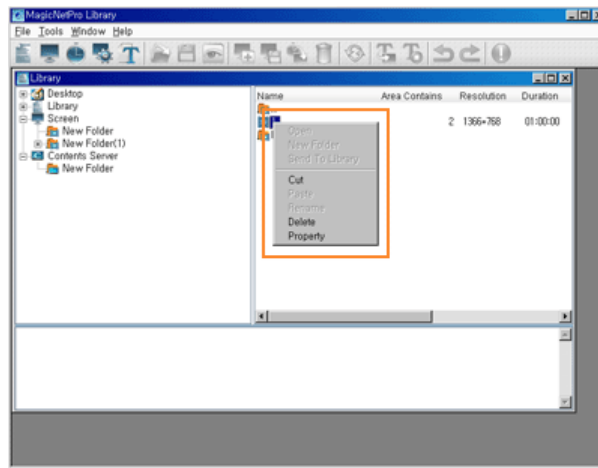 MagicNetPro Library
File Tools Window Help
Library
Desktop
Library
Screen
New Folder
New Folder(1)
Contents Server
New Folder
Name Area Contains Resolution Duration
2 1366*768 01:00:00
Open
New Folder
Send To Library
Cut
Paste
Rename
Delete
Property